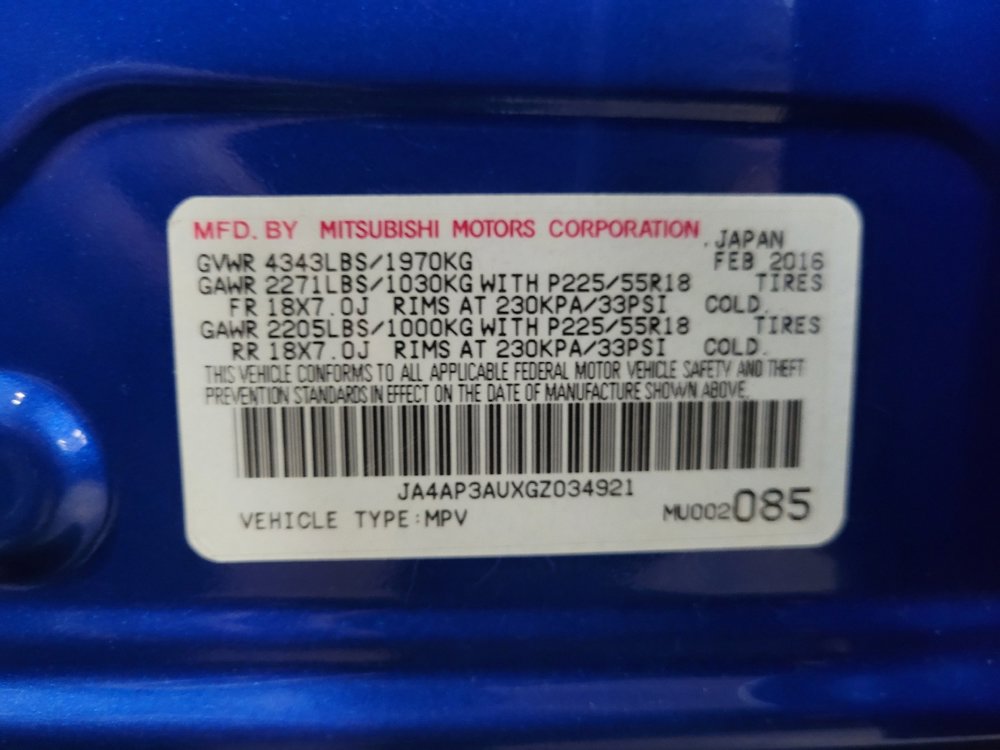 MFD. BY MITSUBISHI MOTORS CORPORATION, JAPAN
GVWR 4343LBS/1970KG FEB 2016
GAWR 2271LBS/1030KG WITH P225/55R18 TIRES
FR 18X7.0J RIMS AT 230KPA/33PSI COLD.
GAWR 2205LBS/1000KG WITH P225/55R18 TIRES
RR 18X7.0J RIMS AT 230KPA/33PSI COLD.
THIS VEHICLE CONFORMS TO ALL APPLICABLE FEDERAL MOTOR VEHICLE SAFETY AND THEFT
PREVENTION STANDARDS IN EFFECT ON THE DATE OF MANUFACTURE SHOWN ABOVE.
JA4AP3AUXGZ034921
VEHICLE TYPE:MPV MU002085